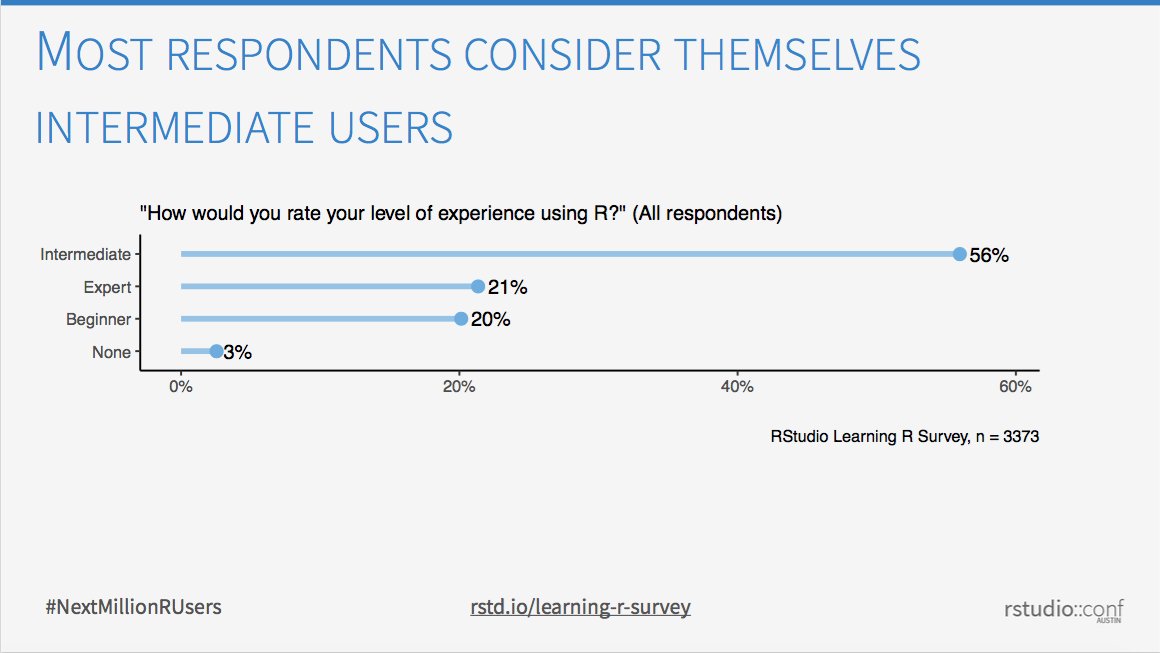 MOST RESPONDENTS CONSIDER THEMSELVES
INTERMEDIATE USERS
"How would you rate your level of experience using R?" (All respondents)
Intermediate 56%
Expert 21%
Beginner 20%
None 3%
0% 20% 40% 60%
RStudio Learning R Survey, n = 3373
#NextMillionRUsers rstd.io/learning-r-survey rstudio::conf
AUSTIN